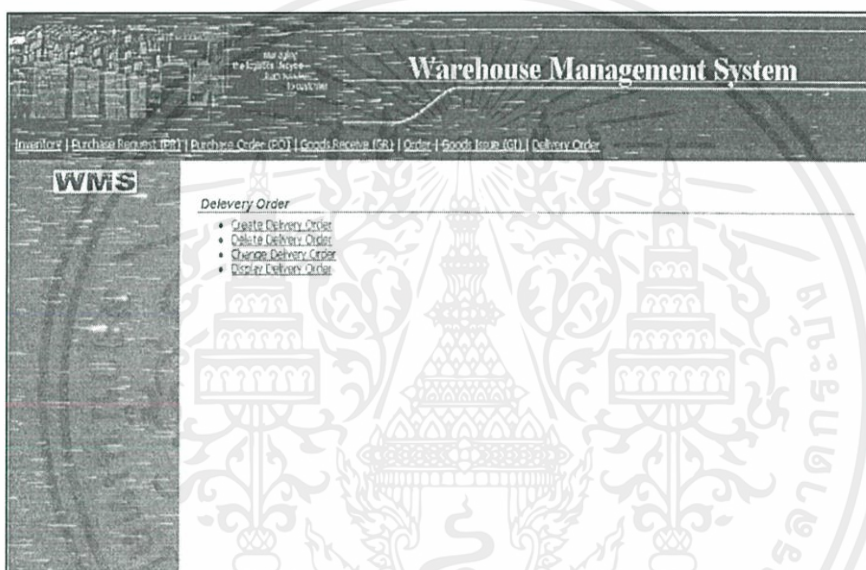 Managing
Warehouse Management System
Inventory | Purchase Request (PR) | Purchase Order (PO) | Goods Receive (GR) | Order | Goods Issue (GI) | Delivery Order
WMS
Delevery Order
Create Delivery Order
Delete Delivery Order
Change Delivery Order
Display Delivery Order